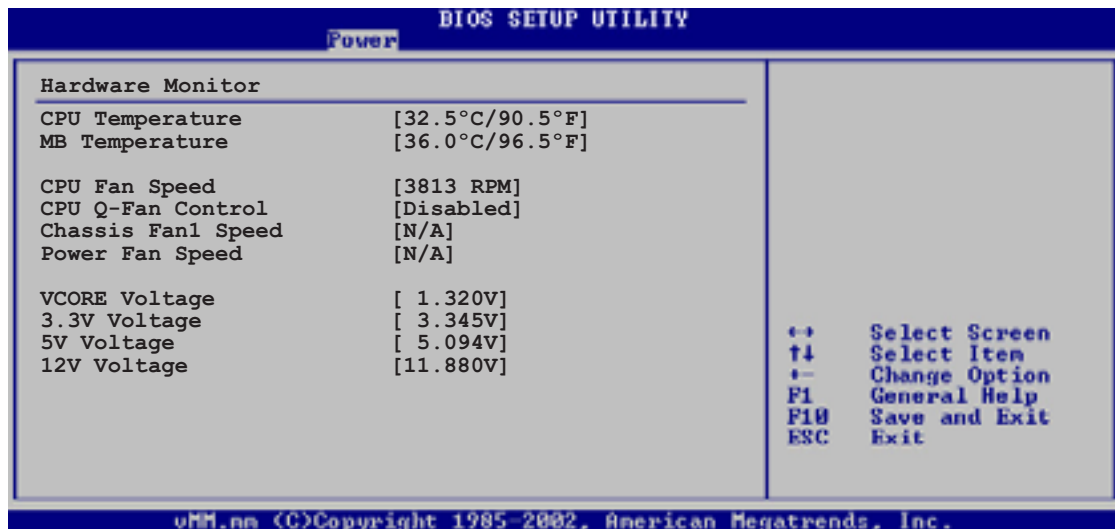 BIOS SETUP UTILITY
Power
Hardware Monitor
CPU Temperature [32.5°C/90.5°F]
MB Temperature [36.0°C/96.5°F]
CPU Fan Speed [3813 RPM]
CPU Q-Fan Control [Disabled]
Chassis Fan1 Speed [N/A]
Power Fan Speed [N/A]
VCORE Voltage [ 1.320V]
3.3V Voltage [ 3.345V]
5V Voltage [ 5.094V]
12V Voltage [11.880V]
←→ Select Screen
↑↓ Select Item
+- Change Option
F1 General Help
F10 Save and Exit
ESC Exit
vMM.mm (C)Copyright 1985-2002, American Megatrends, Inc.